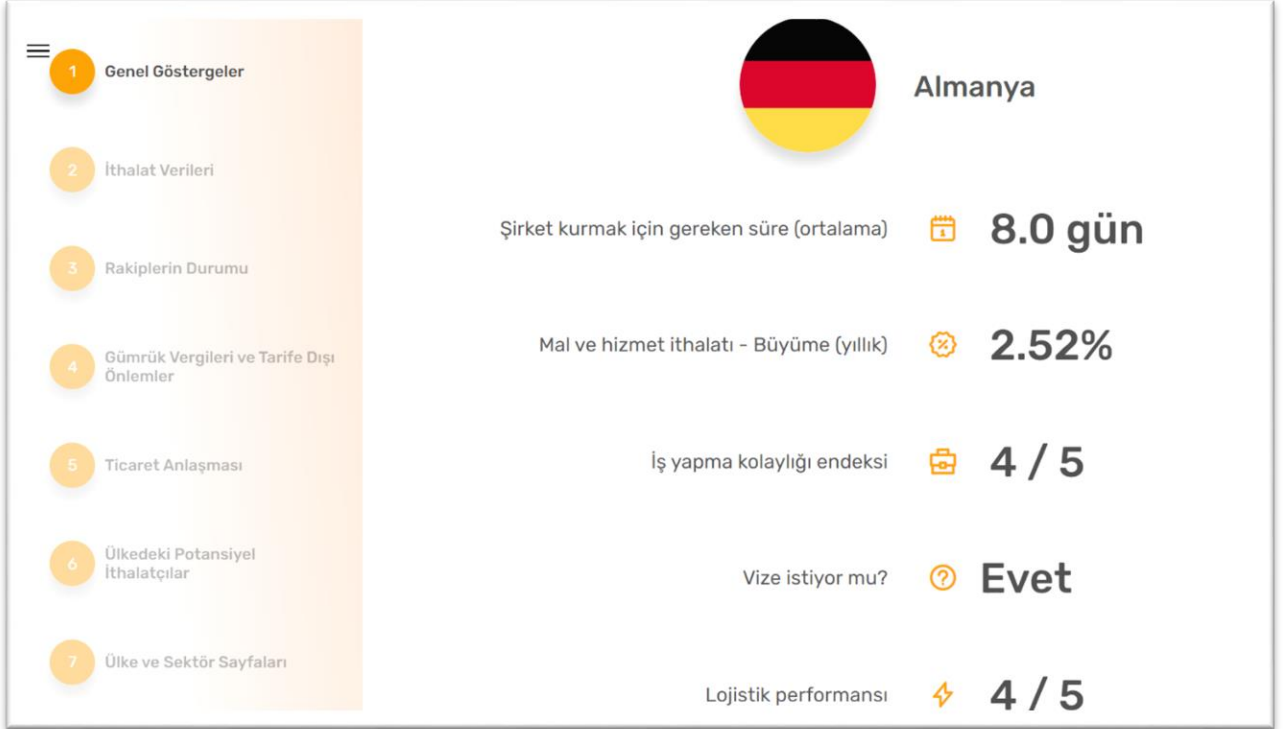 1
Genel Göstergeler
2
İthalat Verileri
3
Rakiplerin Durumu
4
Gümrük Vergileri ve Tarife Dışı
Önlemler
5
Ticaret Anlaşması
6
Ülkedeki Potansiyel
İthalatçılar
7
Ülke ve Sektör Sayfaları
Almanya
Şirket kurmak için gereken süre (ortalama) 8.0 gün
Mal ve hizmet ithalatı - Büyüme (yıllık) 2.52%
İş yapma kolaylığı endeksi 4 / 5
Vize istiyor mu? Evet
Lojistik performansı 4 / 5